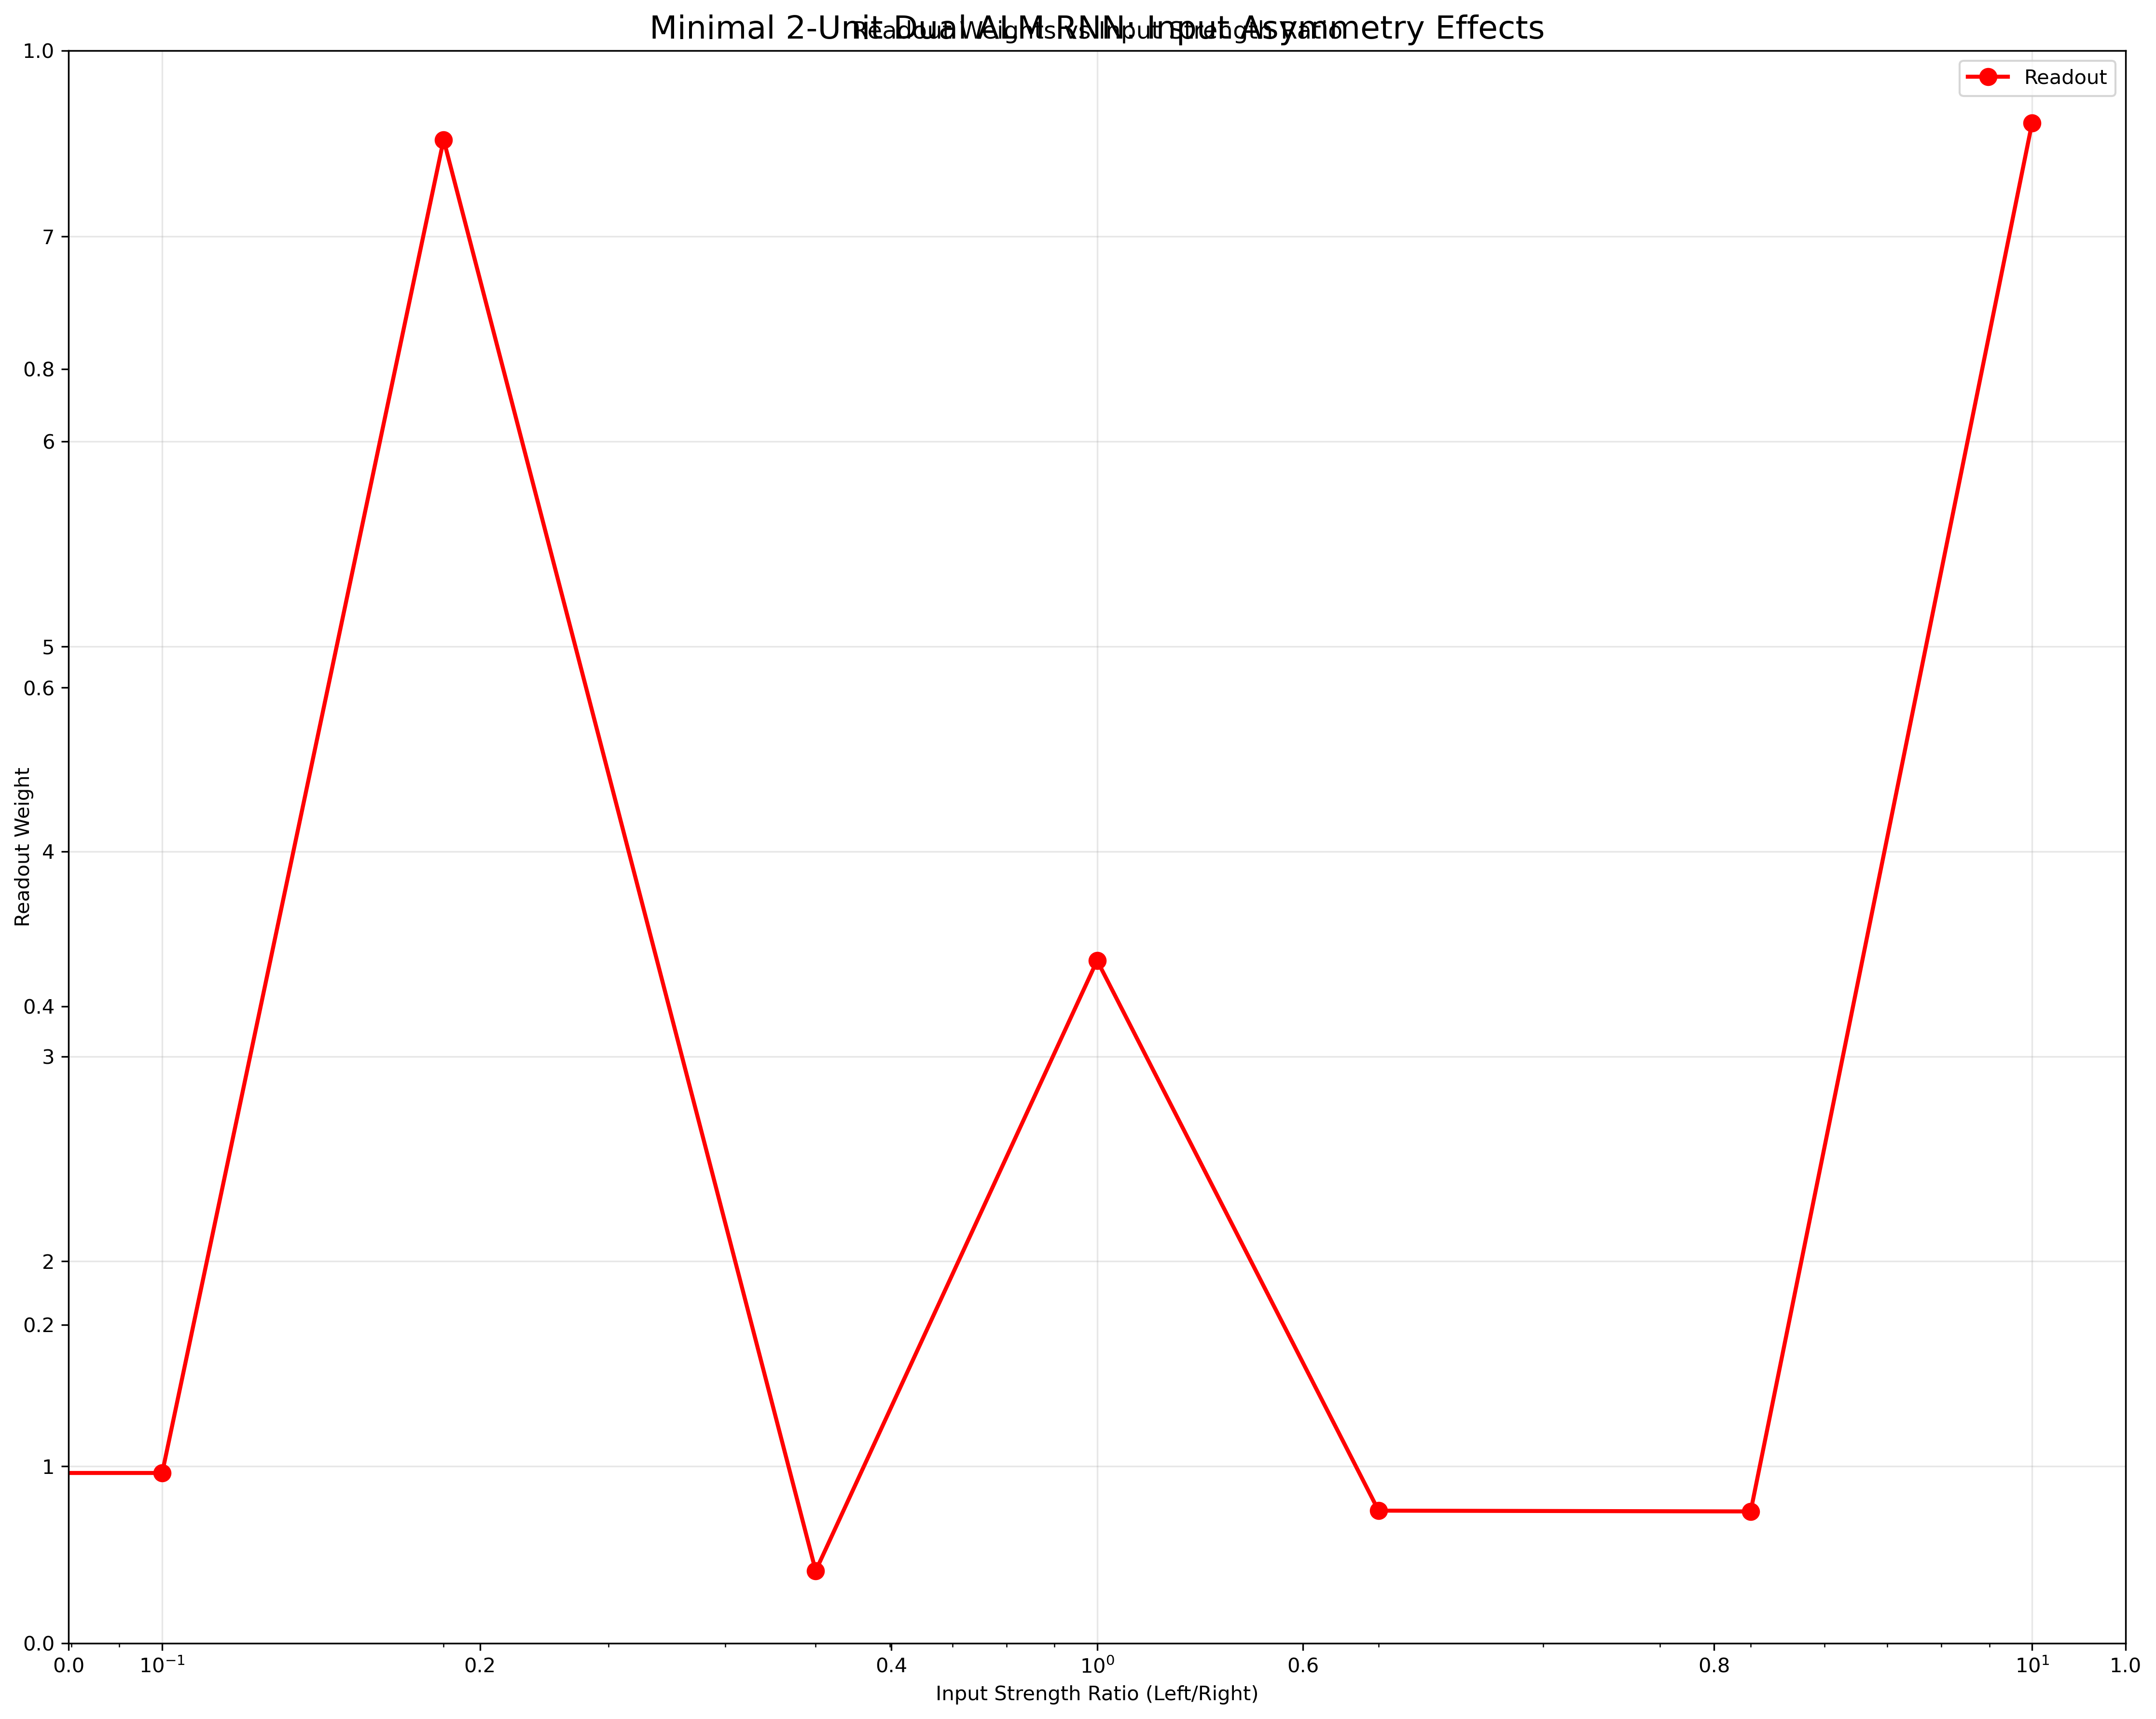 Minimal 2-Unit Dual ALM RNN: Input Asymmetry Effects
Readout Weights vs Input Strength Ratio
Readout
1.0
7
0.8
6
5
0.6
4
0.4
3
2
0.2
1
0.0
Readout Weight
0.0 10⁻¹ 0.2 0.4 10⁰ 0.6 0.8 10¹ 1.0
Input Strength Ratio (Left/Right)